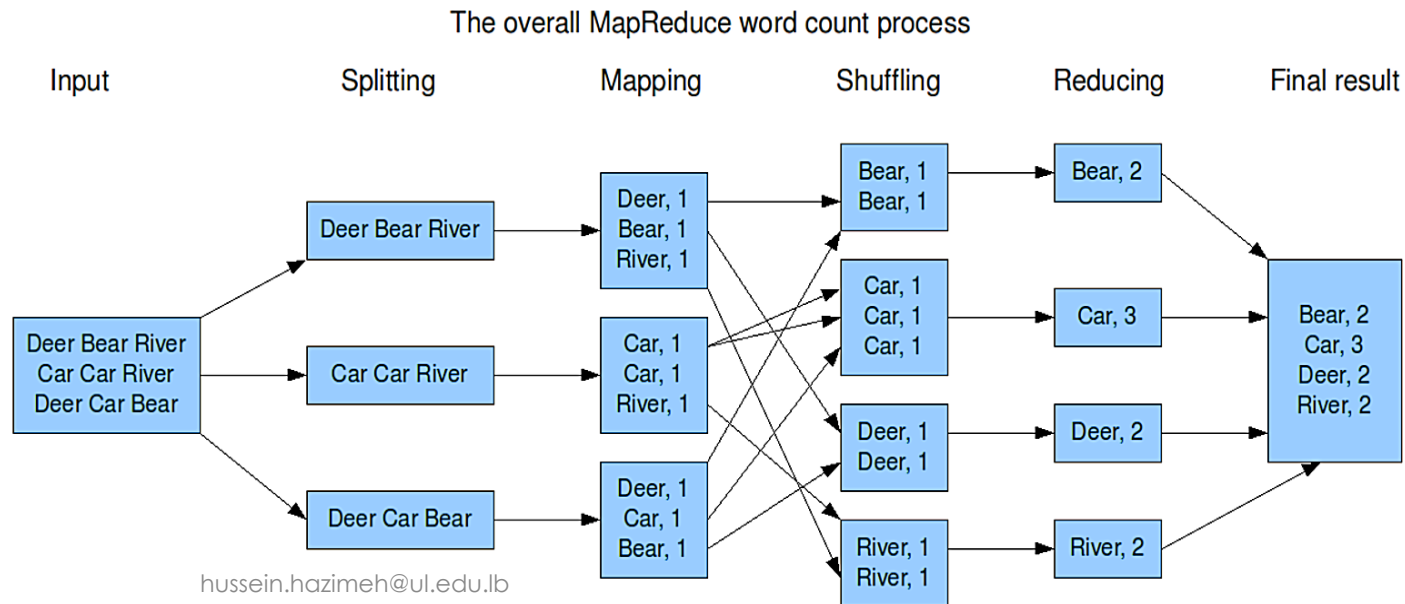 The overall MapReduce word count process
Input
Splitting
Mapping
Shuffling
Reducing
Final result
Deer Bear River
Car Car River
Deer Car Bear
Deer Bear River
Car Car River
Deer Car Bear
Deer, 1
Bear, 1
River, 1
Car, 1
Car, 1
River, 1
Deer, 1
Car, 1
Bear, 1
Bear, 1
Bear, 1
Car, 1
Car, 1
Car, 1
Deer, 1
Deer, 1
River, 1
River, 1
Bear, 2
Car, 3
Deer, 2
River, 2
Bear, 2
Car, 3
Deer, 2
River, 2
hussein.hazimeh@ul.edu.lb